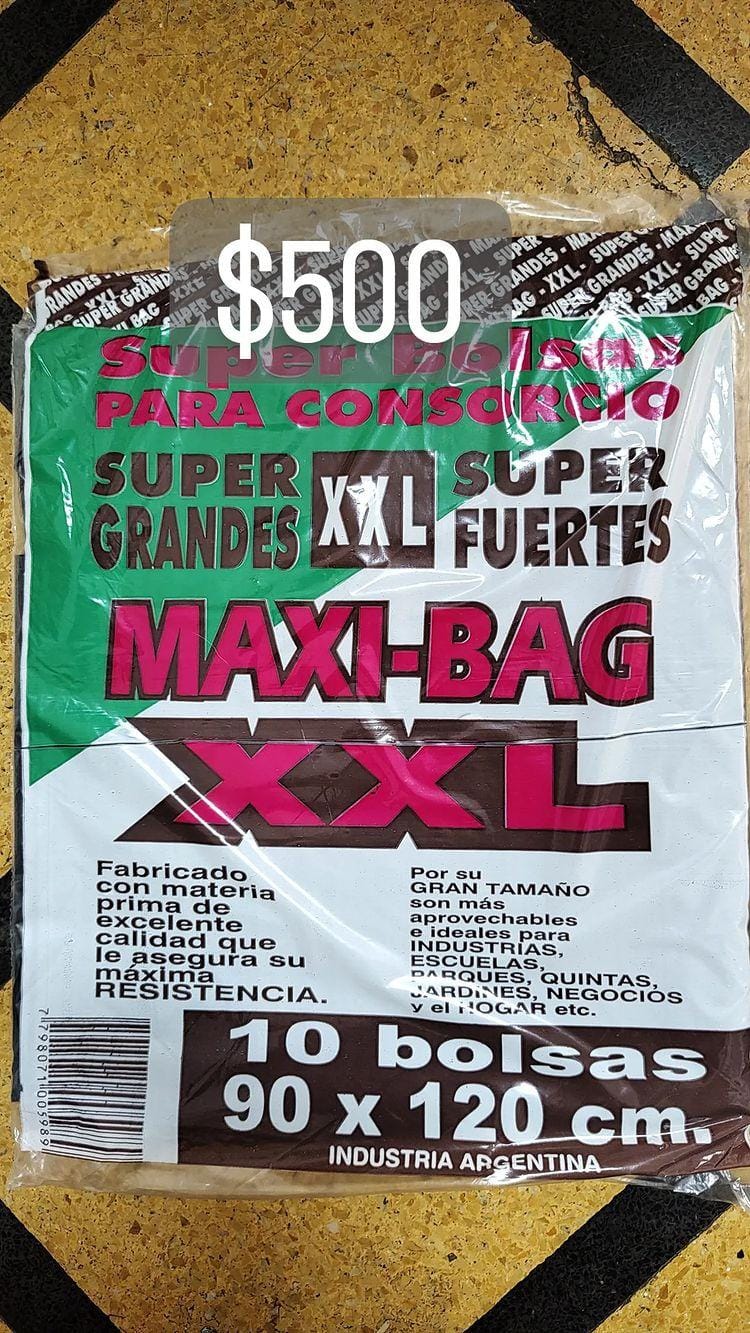 $500
Super Bolsas
PARA CONSORCIO
SUPER
GRANDES
XXL
SUPER
FUERTES
MAXI-BAG
XXL
Fabricado
con materia
prima de
excelente
calidad que
le asegura su
máxima
RESISTENCIA.
Por su
GRAN TAMAÑO
son más
aprovechables
e ideales para
INDUSTRIAS,
ESCUELAS,
PARQUES, QUINTAS,
JARDINES, NEGOCIOS
y el HOGAR etc.
7798071005989
10 bolsas
90 x 120 cm.
INDUSTRIA ARGENTINA